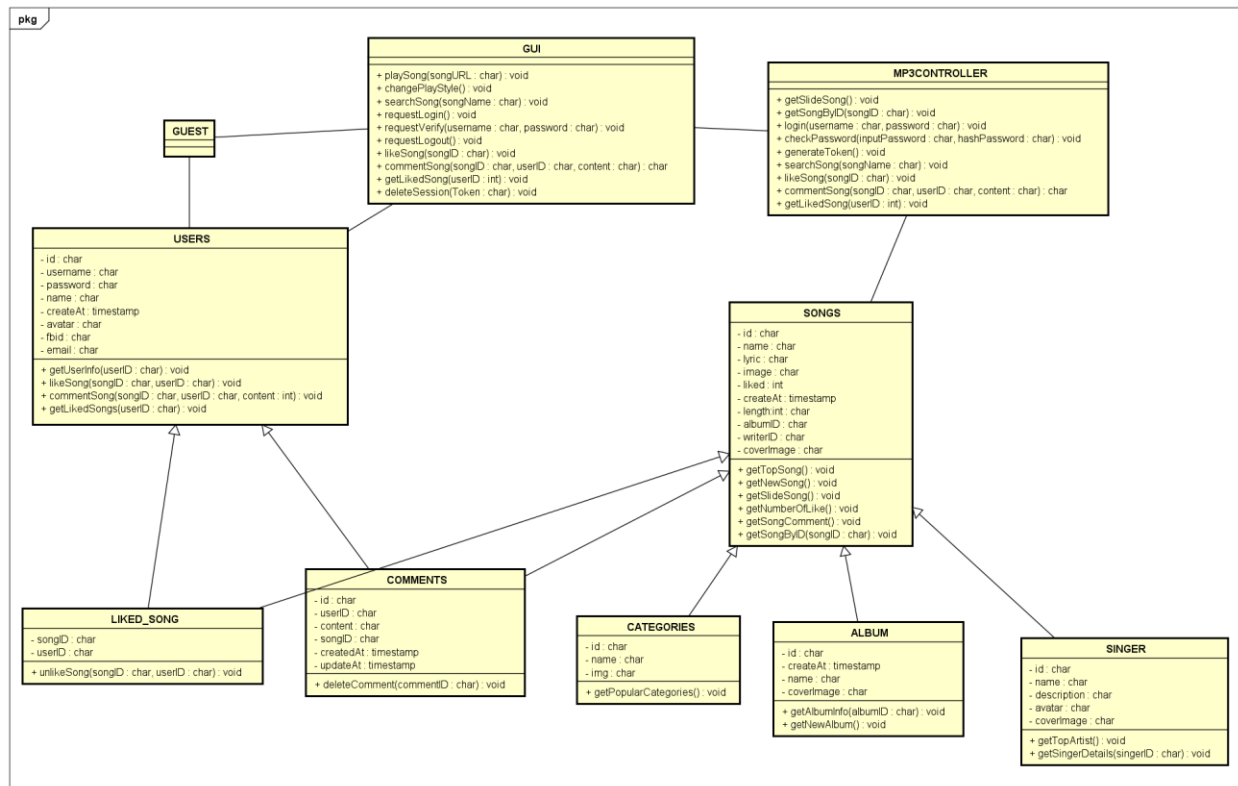 pkg
GUI
+ playSong(songURL : char) : void
+ changePlayStyle() : void
+ searchSong(songName : char) : void
+ requestLogin() : void
+ requestVerify(username : char, password : char) : void
+ requestLogout() : void
+ likeSong(songID : char) : void
+ commentSong(songID : char, userID : char, content : char) : char
+ getLikedSong(userID : int) : void
+ deleteSession(Token : char) : void
MP3CONTROLLER
+ getSlideSong() : void
+ getSongByID(songID : char) : void
+ login(username : char, password : char) : void
+ checkPassword(inputPassword : char, hashPassword : char) : void
+ generateToken() : void
+ searchSong(songName : char) : void
+ likeSong(songID : char) : void
+ commentSong(songID : char, userID : char, content : char) : char
+ getLikedSong(userID : int) : void
GUEST
USERS
- id : char
- username : char
- password : char
- name : char
- createAt : timestamp
- avatar : char
- fbid : char
- email : char
+ getUserInfo(userID : char) : void
+ likeSong(songID : char, userID : char) : void
+ commentSong(songID : char, userID : char, content : int) : void
+ getLikedSongs(userID : char) : void
SONGS
- id : char
- name : char
- lyric : char
- image : char
- liked : int
- createAt : timestamp
- length:int : char
- albumID : char
- writerID : char
- coverImage : char
+ getTopSong() : void
+ getNewSong() : void
+ getSlideSong() : void
+ getNumberOfLike() : void
+ getSongComment() : void
+ getSongByID(songID : char) : void
LIKED_SONG
- songID : char
- userID : char
+ unlikeSong(songID : char, userID : char) : void
COMMENTS
- id : char
- userID : char
- content : char
- songID : char
- createdAt : timestamp
- updateAt : timestamp
+ deleteComment(commentID : char) : void
CATEGORIES
- id : char
- name : char
- img : char
+ getPopularCategories() : void
ALBUM
- id : char
- createAt : timestamp
- name : char
- coverImage : char
+ getAlbumInfo(albumID : char) : void
+ getNewAlbum() : void
SINGER
- id : char
- name : char
- description : char
- avatar : char
- coverImage : char
+ getTopArtist() : void
+ getSingerDetails(singerID : char) : void